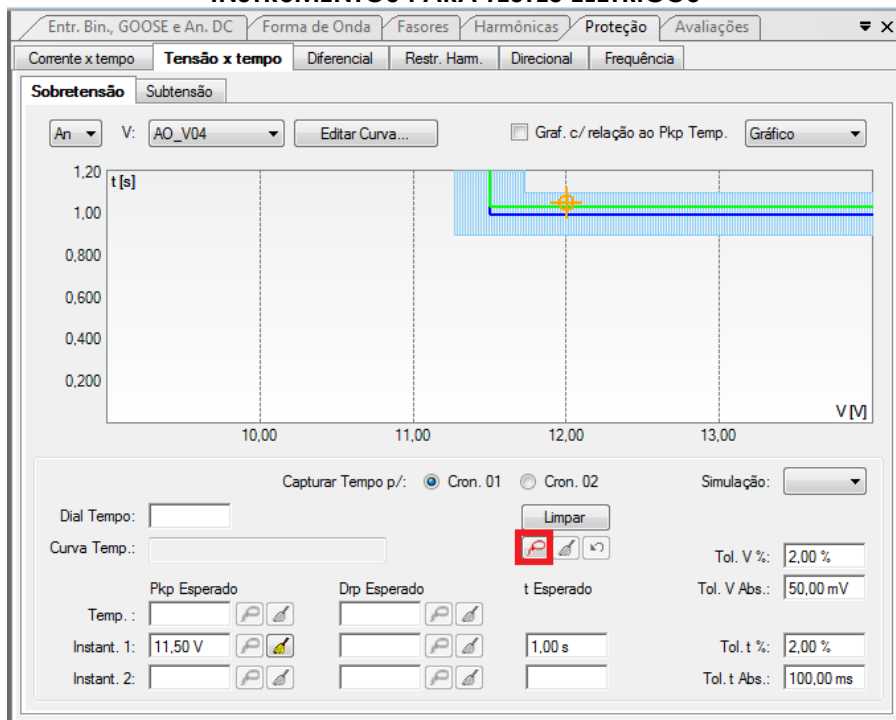 INSTRUMENTOS PARA TESTES ELÉTRICOS
Entr. Bin., GOOSE e An. DC Forma de Onda Fasores Harmônicas Proteção Avaliações
Corrente x tempo Tensão x tempo Diferencial Restr. Harm. Direcional Frequência
Sobretensão Subtensão
An V: AO_V04 Editar Curva... Graf. c/ relação ao Pkp Temp. Gráfico
1,20 t [s]
1,00
0,800
0,600
0,400
0,200
V [V]
10,00 11,00 12,00 13,00
Capturar Tempo p/: Cron. 01 Cron. 02 Simulação:
Dial Tempo: Limpar
Curva Temp.: Tol. V %: 2,00 %
Pkp Esperado Drp Esperado t Esperado Tol. V Abs.: 50,00 mV
Temp. :
Instant. 1: 11,50 V 1,00 s Tol. t %: 2,00 %
Instant. 2: Tol. t Abs.: 100,00 ms